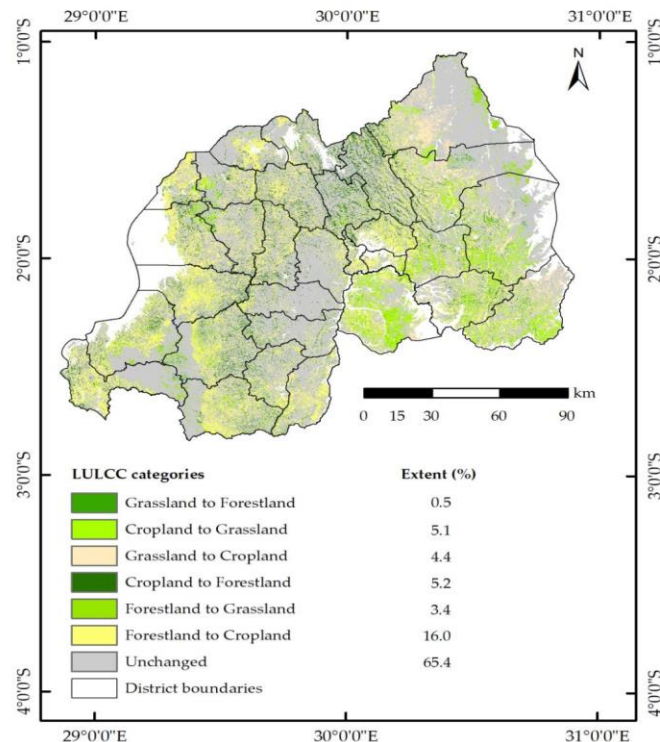 29°0'0"E 30°0'0"E 31°0'0"E
1°0'0"S 1°0'0"S
N
2°0'0"S 2°0'0"S
km
0 15 30 60 90
3°0'0"S 3°0'0"S
LULCC categories Extent (%)
Grassland to Forestland 0.5
Cropland to Grassland 5.1
Grassland to Cropland 4.4
Cropland to Forestland 5.2
Forestland to Grassland 3.4
Forestland to Cropland 16.0
Unchanged 65.4
District boundaries
4°0'0"S 4°0'0"S
29°0'0"E 30°0'0"E 31°0'0"E